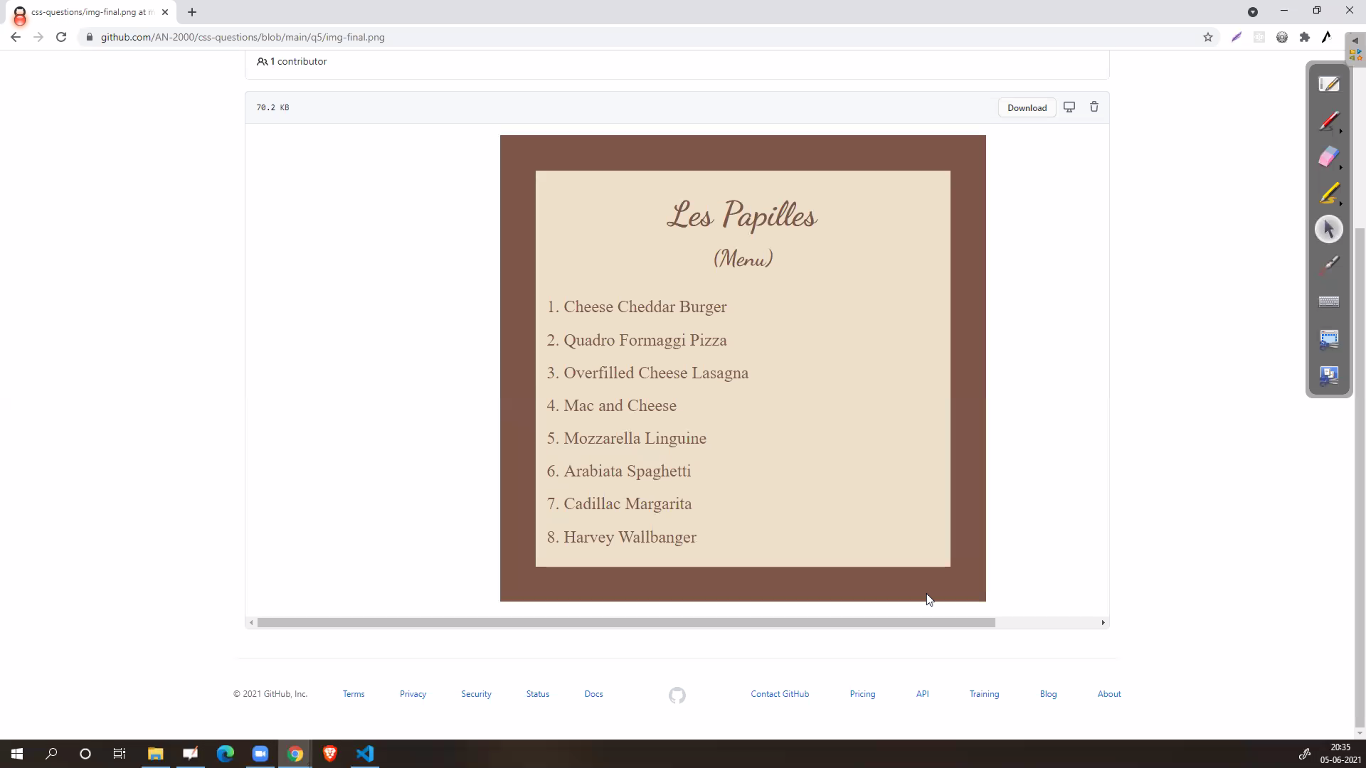 css-questions/img-final.png at m
github.com/AN-2000/css-questions/blob/main/q5/img-final.png
1 contributor
70.2 KB
Download
Les Papilles
(Menu)
1. Cheese Cheddar Burger
2. Quadro Formaggi Pizza
3. Overfilled Cheese Lasagna
4. Mac and Cheese
5. Mozzarella Linguine
6. Arabiata Spaghetti
7. Cadillac Margarita
8. Harvey Wallbanger
© 2021 GitHub, Inc. Terms Privacy Security Status Docs Contact GitHub Pricing API Training Blog About
20:35
05-06-2021